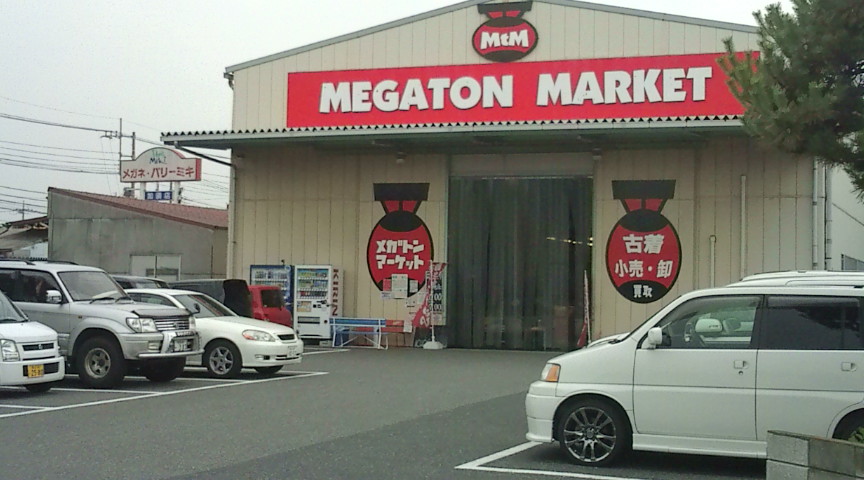 MtM
MEGATON MARKET
メガネ・パリーミキ
メガトン
マーケット
古着
小売・卸
買取